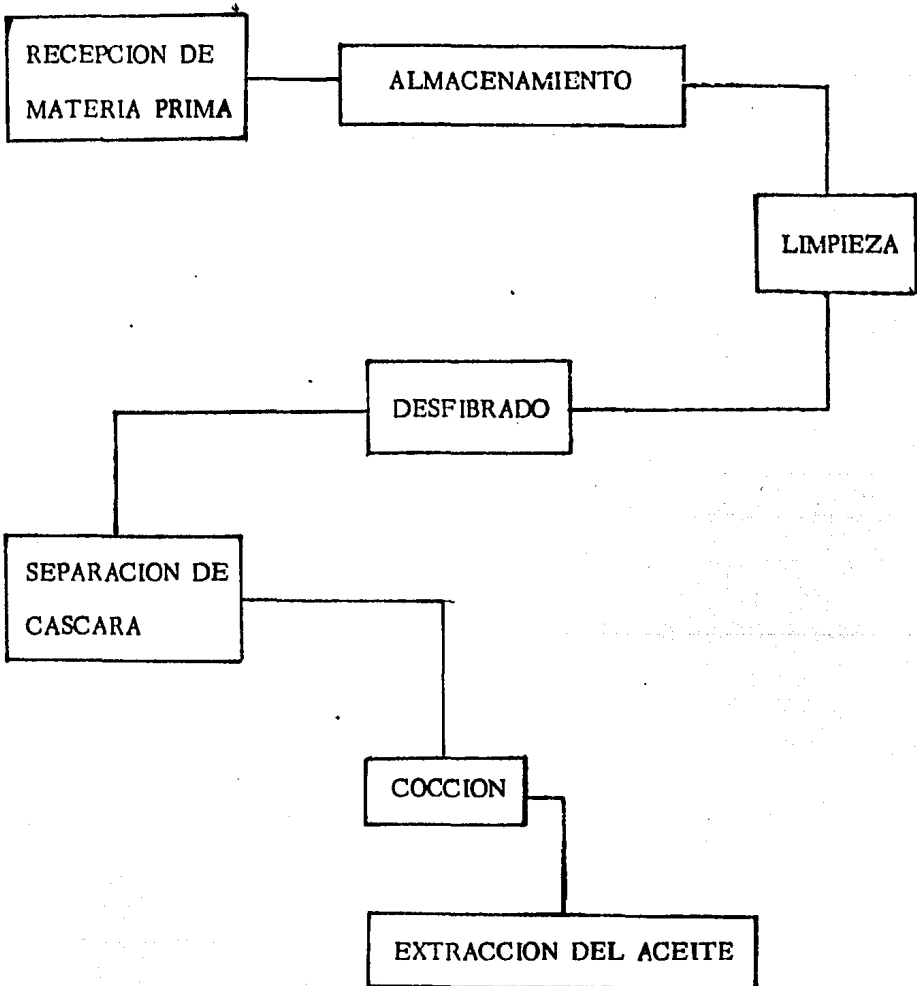 RECEPCION DE
MATERIA PRIMA
ALMACENAMIENTO
LIMPIEZA
DESFIBRADO
SEPARACION DE
CASCARA
COCCION
EXTRACCION DEL ACEITE